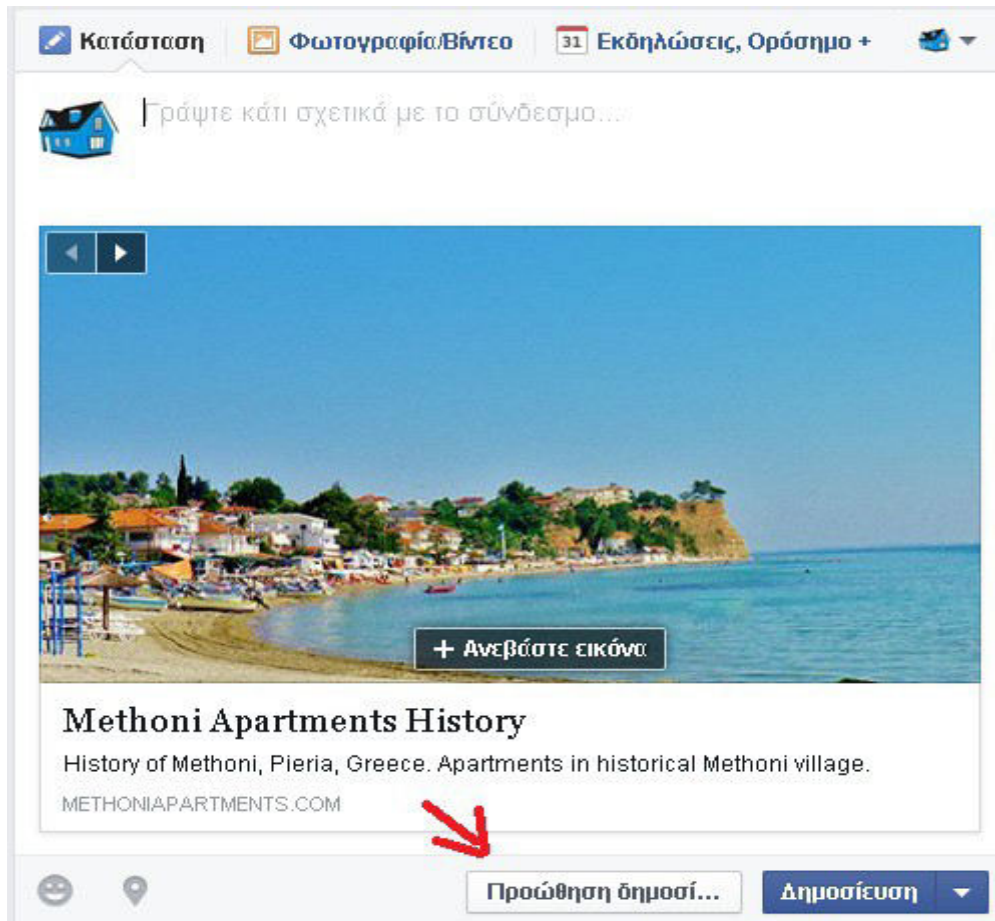 Κατάσταση Φωτογραφία/Βίντεο 31 Εκδηλώσεις, Ορόσημο +
Γράψτε κάτι σχετικά με το σύνδεσμο...
+ Ανεβάστε εικόνα
Methoni Apartments History
History of Methoni, Pieria, Greece. Apartments in historical Methoni village.
METHONIAPARTMENTS.COM
Προώθηση δημοσί... Δημοσίευση